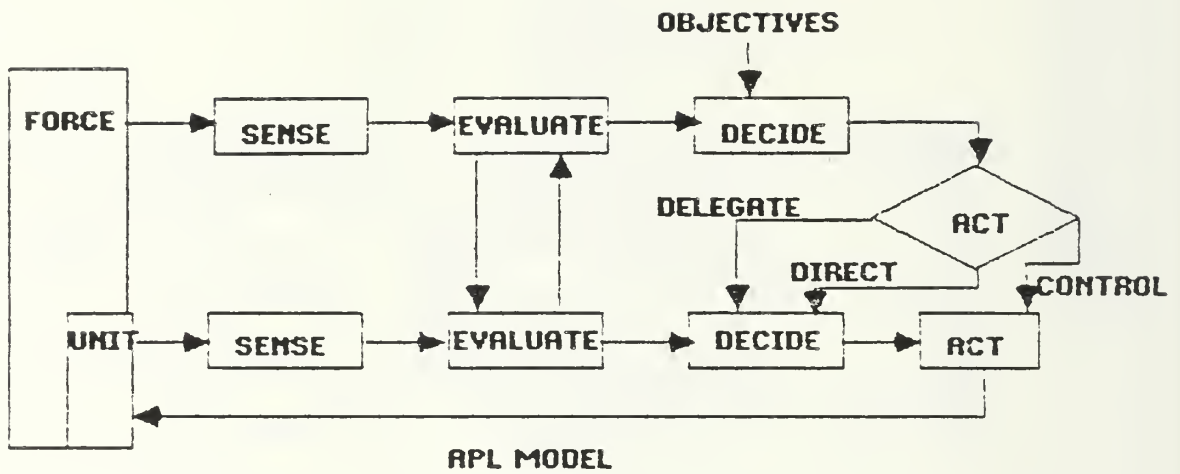 OBJECTIVES
FORCE
SENSE
EVALUATE
DECIDE
DELEGATE
ACT
DIRECT
CONTROL
UNIT
SENSE
EVALUATE
DECIDE
ACT
APL MODEL